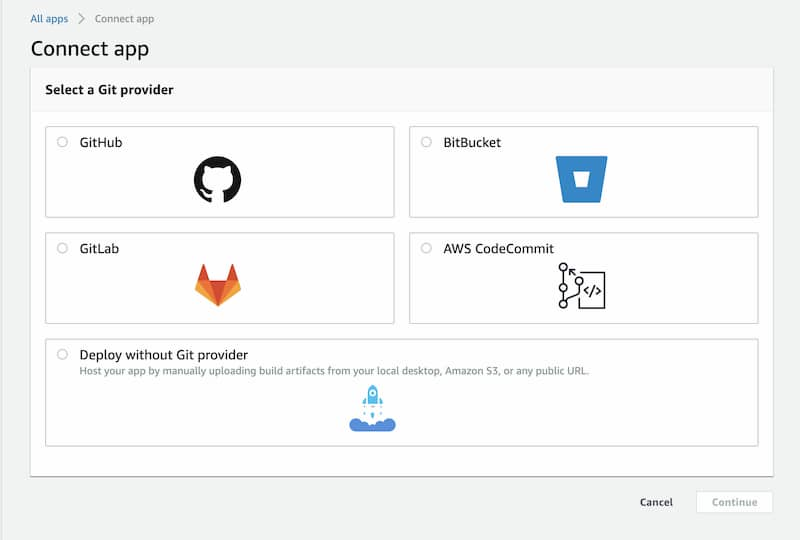 All apps > Connect app
Connect app
Select a Git provider
GitHub
BitBucket
GitLab
AWS CodeCommit
</>
Deploy without Git provider
Host your app by manually uploading build artifacts from your local desktop, Amazon S3, or any public URL.
Cancel Continue